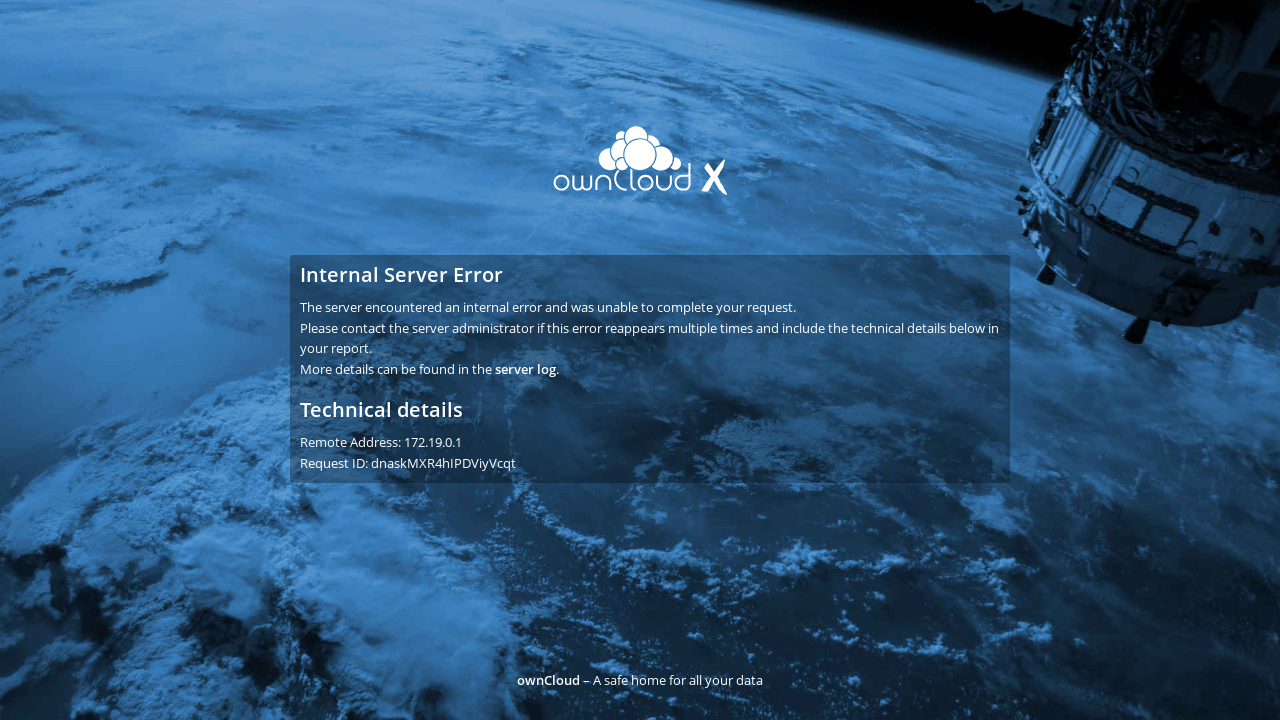 ownCloud X
Internal Server Error
The server encountered an internal error and was unable to complete your request.
Please contact the server administrator if this error reappears multiple times and include the technical details below in
your report.
More details can be found in the server log.
Technical details
Remote Address: 172.19.0.1
Request ID: dnaskMXR4hIPDViyVcqt
ownCloud – A safe home for all your data